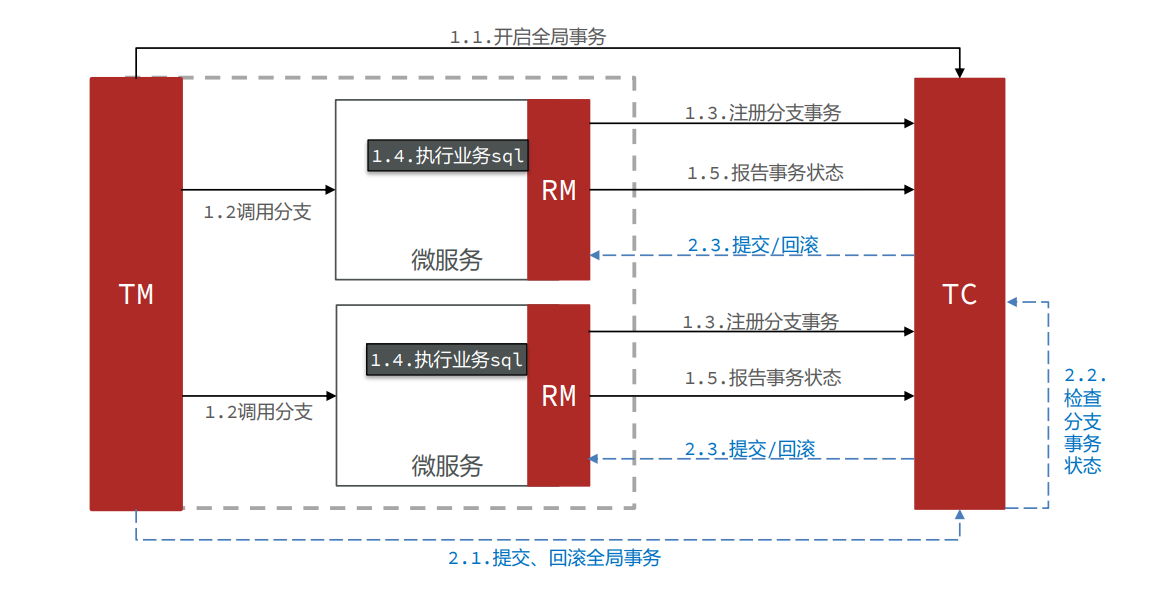 1.1.开启全局事务
1.3.注册分支事务
1.4.执行业务sql
1.5.报告事务状态
RM
1.2调用分支
2.3.提交/回滚
微服务
TM
TC
1.3.注册分支事务
1.4.执行业务sql
1.5.报告事务状态
RM
1.2调用分支
2.2.
检查
分支
事务
状态
2.3.提交/回滚
微服务
2.1.提交、回滚全局事务